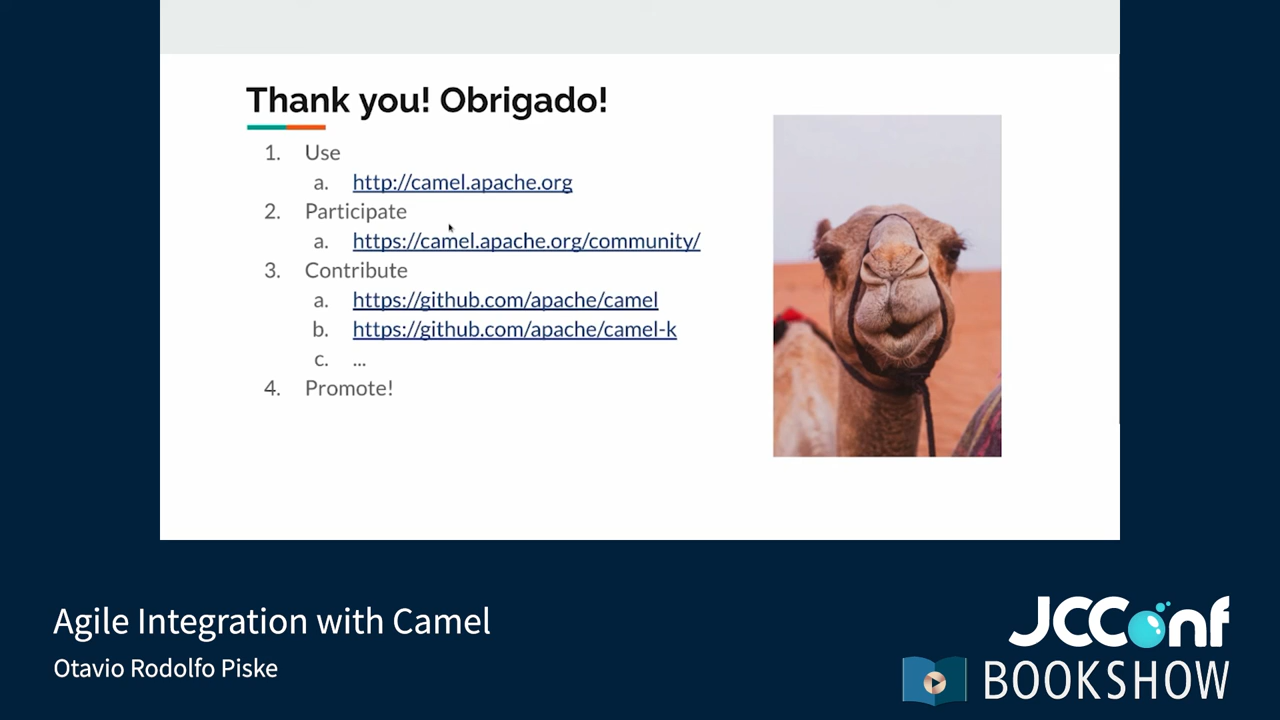 Thank you! Obrigado!
1. Use
a. http://camel.apache.org
2. Participate
a. https://camel.apache.org/community/
3. Contribute
a. https://github.com/apache/camel
b. https://github.com/apache/camel-k
c. ...
4. Promote!
Agile Integration with Camel
Otavio Rodolfo Piske
JCConf
BOOKSHOW